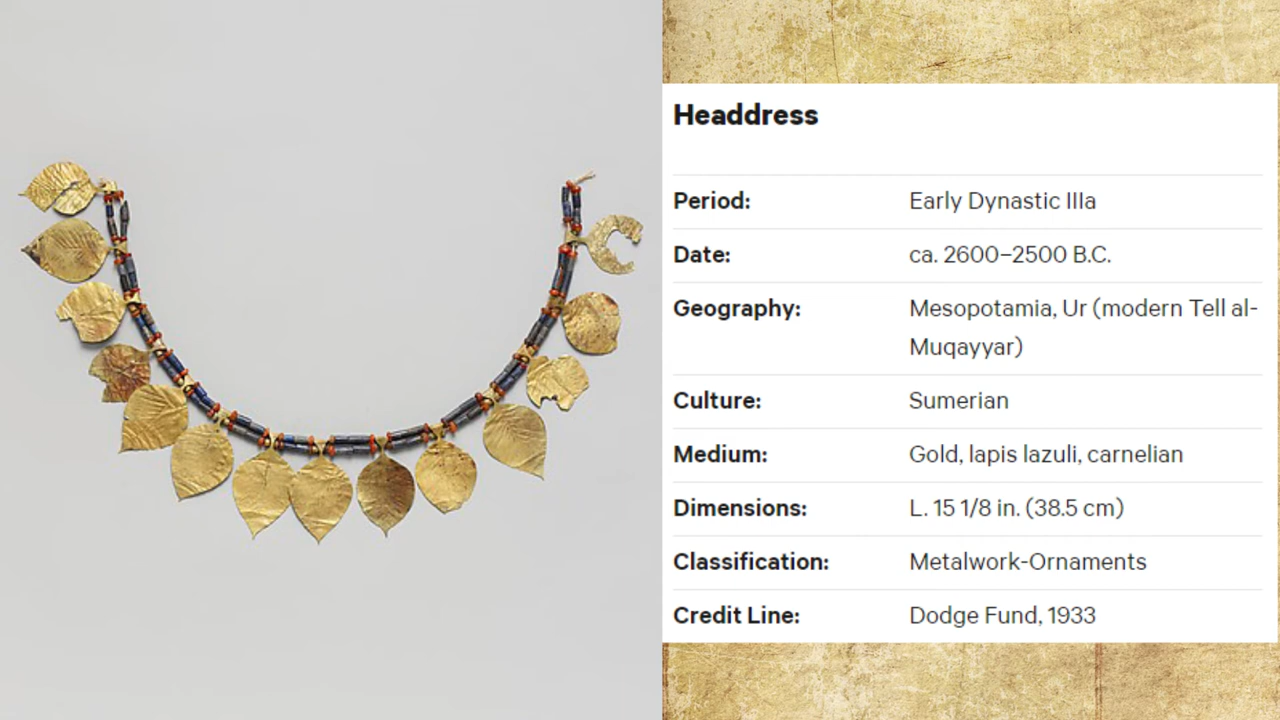 Headdress
Period: Early Dynastic IIIa
Date: ca. 2600–2500 B.C.
Geography: Mesopotamia, Ur (modern Tell al-
Muqayyar)
Culture: Sumerian
Medium: Gold, lapis lazuli, carnelian
Dimensions: L. 15 1/8 in. (38.5 cm)
Classification: Metalwork-Ornaments
Credit Line: Dodge Fund, 1933